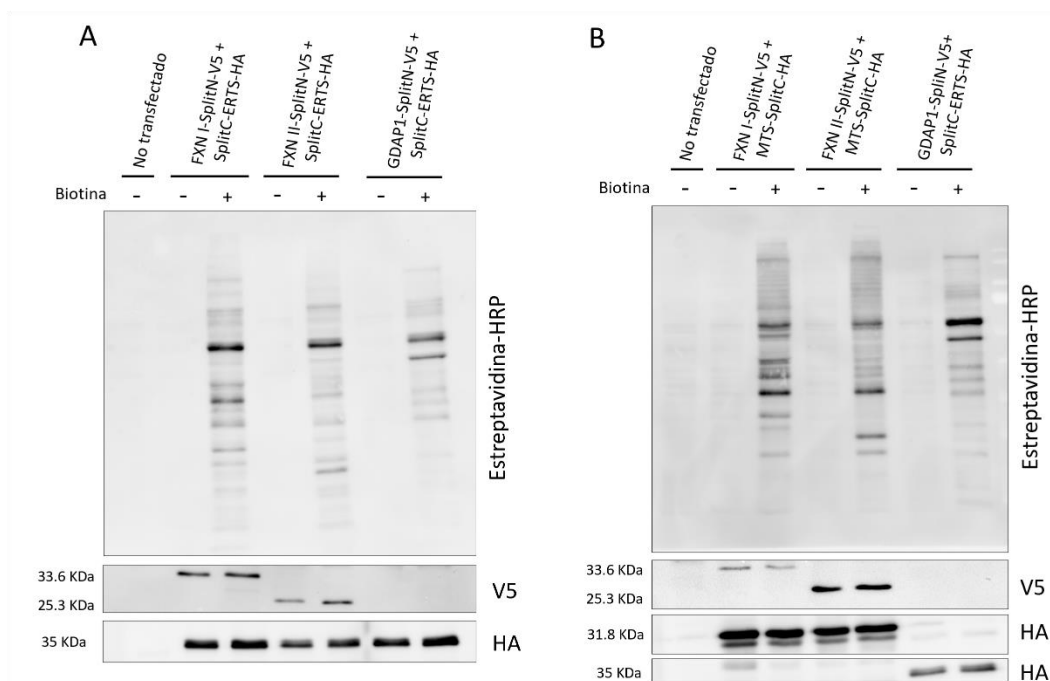 A
No transfectado
FXN I-SplitN-V5 +
SplitC-ERTS-HA
FXN II-SplitN-V5 +
SplitC-ERTS-HA
GDAP1-SplitN-V5 +
SplitC-ERTS-HA
Biotina - - + - + - +
Estreptavidina-HRP
33.6 KDa
25.3 KDa
V5
35 KDa
HA
B
No transfectado
FXN I-SplitN-V5 +
MTS-SplitC-HA
FXN II-SplitN-V5 +
MTS-SplitC-HA
GDAP1-SpliN-V5+
SplitC-ERTS-HA
Biotina - - + - + - +
Estreptavidina-HRP
33.6 KDa
25.3 KDa
V5
31.8 KDa
HA
35 KDa
HA